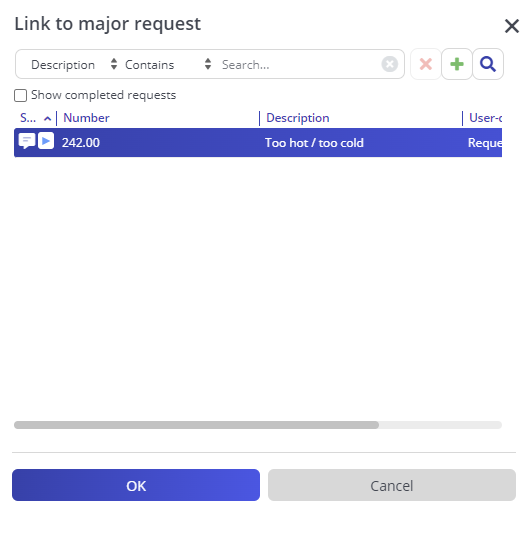 Link to major request
Description Contains Search...
Show completed requests
S... Number Description User-d
242.00 Too hot / too cold Reque
OK Cancel